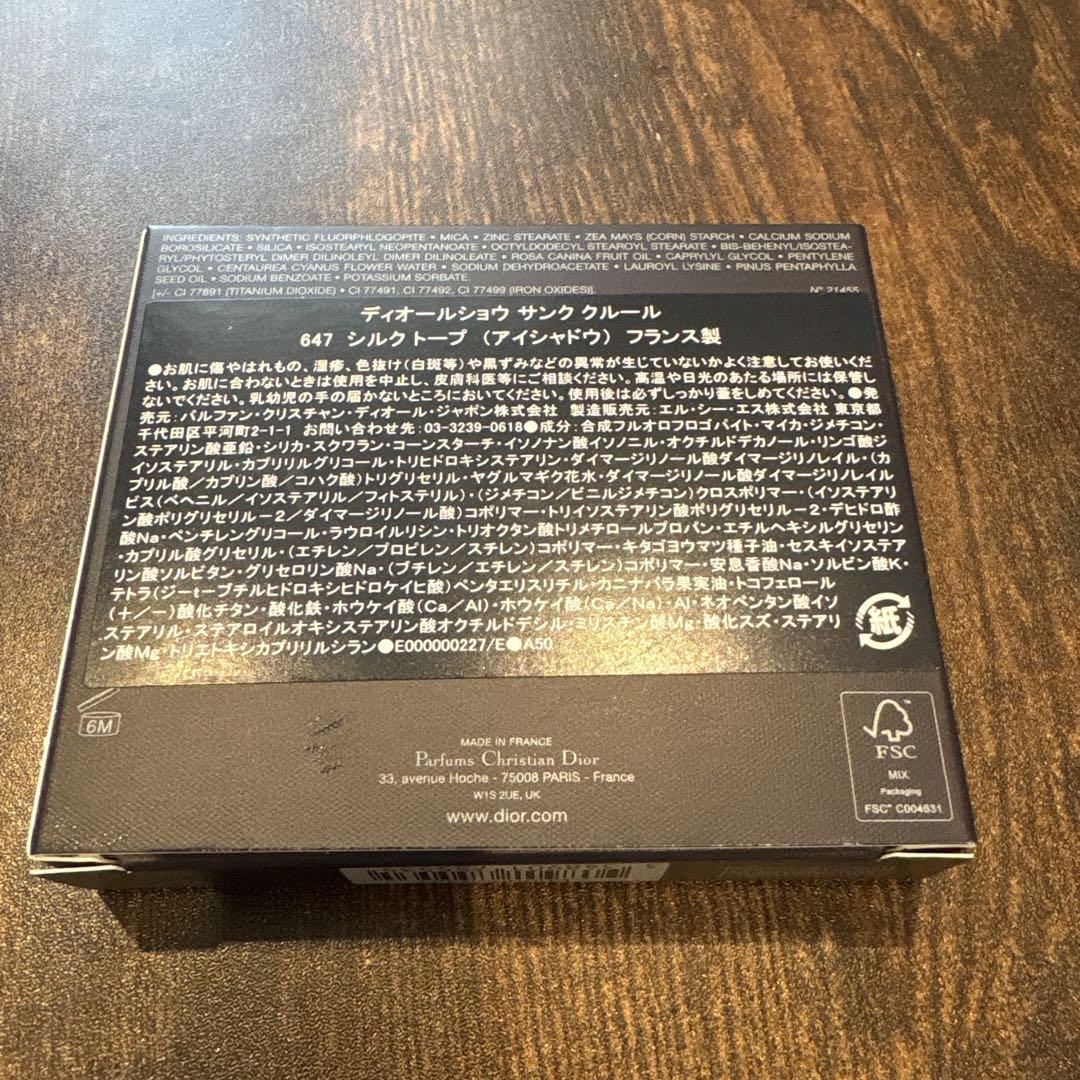 INGREDIENTS: SYNTHETIC FLUORPHLOGOPITE • MICA • ZINC STEARATE • ZEA MAYS (CORN) STARCH • CALCIUM SODIUM
BOROSILICATE • SILICA • ISOSTEARYL NEOPENTANOATE • OCTYLDODECYL STEAROYL STEARATE • BIS-BEHENYL/ISOSTEA-
RYL/PHYTOSTERYL DIMER DILINOLEYL DIMER DILINOLEATE • ROSA CANINA FRUIT OIL • CAPRYLYL GLYCOL • PENTYLENE
GLYCOL • CENTAUREA CYANUS FLOWER WATER • SODIUM DEHYDROACETATE • LAUROYL LYSINE • PINUS PENTAPHYLLA
SEED OIL • SODIUM BENZOATE • POTASSIUM SORBATE
[+/- CI 77891 (TITANIUM DIOXIDE) • CI 77491, CI 77492, CI 77499 (IRON OXIDES)]. N° 21455
ディオールショウ サンク クルール
647 シルク トープ (アイシャドウ) フランス製
●お肌に傷やはれもの、湿疹、色抜け(白斑等)や黒ずみなどの異常が生じていないかよく注意してお使いくだ
さい。お肌に合わないときは使用を中止し、皮膚科医等にご相談ください。高温や日光のあたる場所には保管し
ないでください。乳幼児の手の届かないところにおいてください。使用後は必ずしっかり蓋をしめてください。●発
売元:パルファン・クリスチャン・ディオール・ジャポン株式会社 製造販売元:エル・シー・エス株式会社 東京都
千代田区平河町2-1-1 お問い合わせ先:03-3239-0618●成分:合成フルオロフロゴパイト・マイカ・ジメチコン・
ステアリン酸亜鉛・シリカ・スクワラン・コーンスターチ・イソノナン酸イソノニル・オクチルドデカノール・リンゴ酸ジ
イソステアリル・カプリリルグリコール・トリヒドロキシステアリン・ダイマージリノール酸ダイマージリノレイル・(カ
プリル酸/カプリン酸/コハク酸)トリグリセリル・ヤグルマギク花水・ダイマージリノール酸ダイマージリノレイル
ビス(ベヘニル/イソステアリル/フィトステリル)・(ジメチコン/ビニルジメチコン)クロスポリマー・(イソステアリ
ン酸ポリグリセリル-2/ダイマージリノール酸)コポリマー・トリイソステアリン酸ポリグリセリル-2・デヒドロ酢
酸Na・ペンチレングリコール・ラウロイルリシン・トリオクタン酸トリメチロールプロパン・エチルヘキシルグリセリン
・カプリル酸グリセリル・(エチレン/プロピレン/スチレン)コポリマー・キタゴヨウマツ種子油・セスキイソステア
リン酸ソルビタン・グリセロリン酸Na・(ブチレン/エチレン/スチレン)コポリマー・安息香酸Na・ソルビン酸K・
テトラ(ジーtーブチルヒドロキシヒドロケイヒ酸)ペンタエリスリチル・カニナバラ果実油・トコフェロール
(+/-)酸化チタン・酸化鉄・ホウケイ酸(Ca/Al)・ホウケイ酸(Ca/Na)・Al・ネオペンタン酸イソ
ステアリル・ステアロイルオキシステアリン酸オクチルドデシル・ミリスチン酸Mg・酸化スズ・ステアリ
ン酸Mg・トリエトキシカプリリルシラン●E000000227/E●A50
紙
6M
MADE IN FRANCE
Parfums Christian Dior
33, avenue Hoche - 75008 PARIS - France
W1S 2UE, UK
www.dior.com
FSC
MIX
Packaging
FSC™ C004631